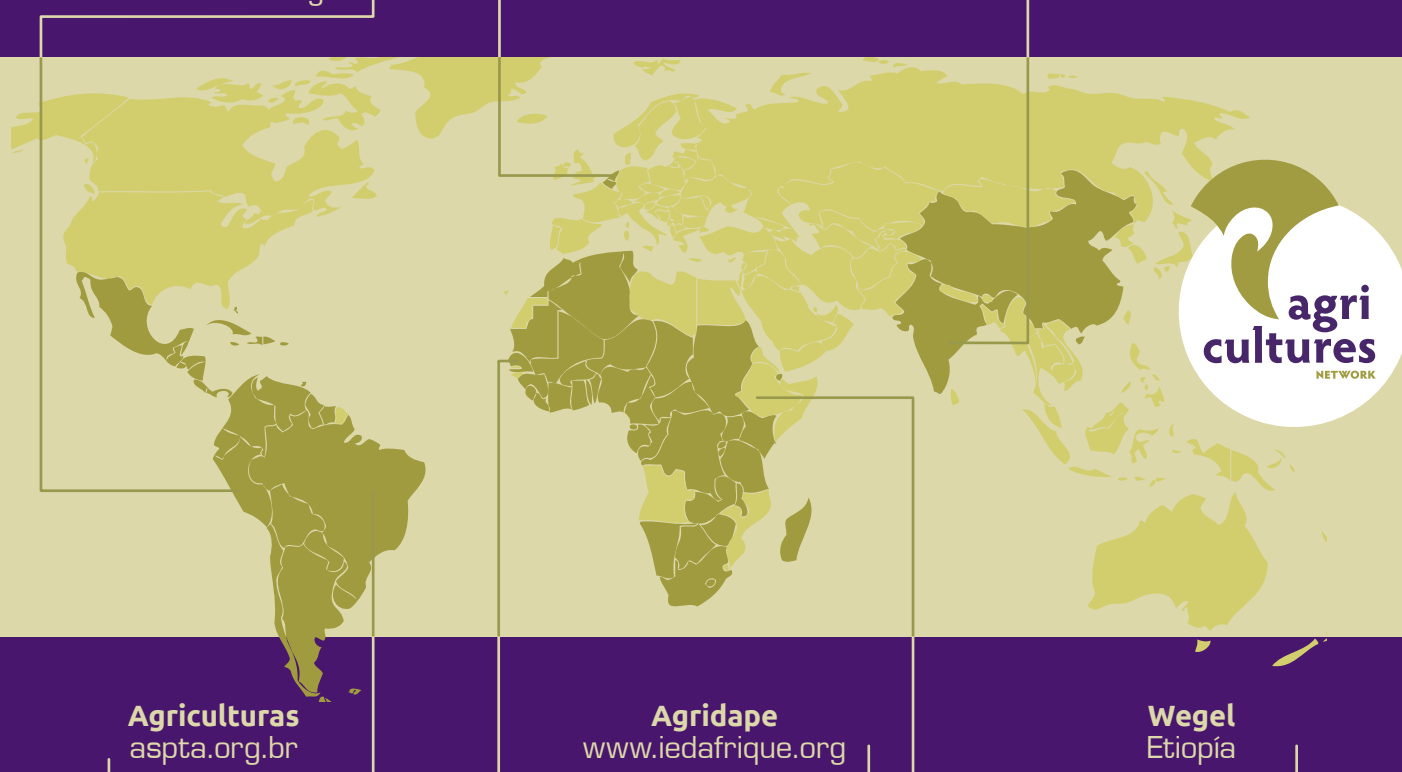 agri
cultures
NETWORK
Agriculturas
aspta.org.br
Agridape
www.iedafrique.org
Wegel
Etiopía